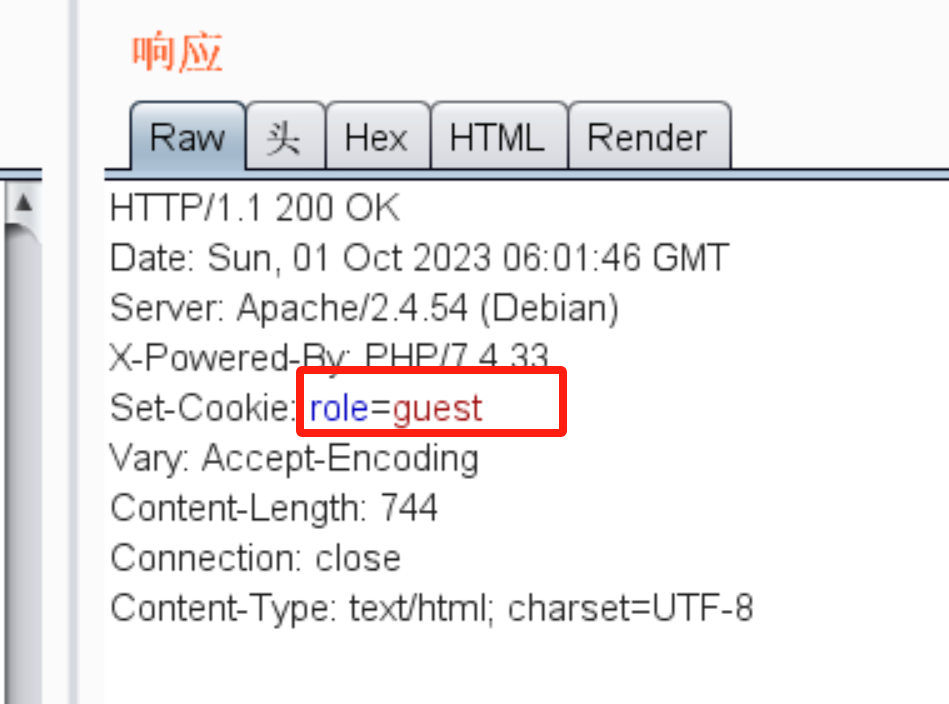 响应
Raw 头 Hex HTML Render
HTTP/1.1 200 OK
Date: Sun, 01 Oct 2023 06:01:46 GMT
Server: Apache/2.4.54 (Debian)
X-Powered-By: PHP/7.4.33
Set-Cookie: role=guest
Vary: Accept-Encoding
Content-Length: 744
Connection: close
Content-Type: text/html; charset=UTF-8